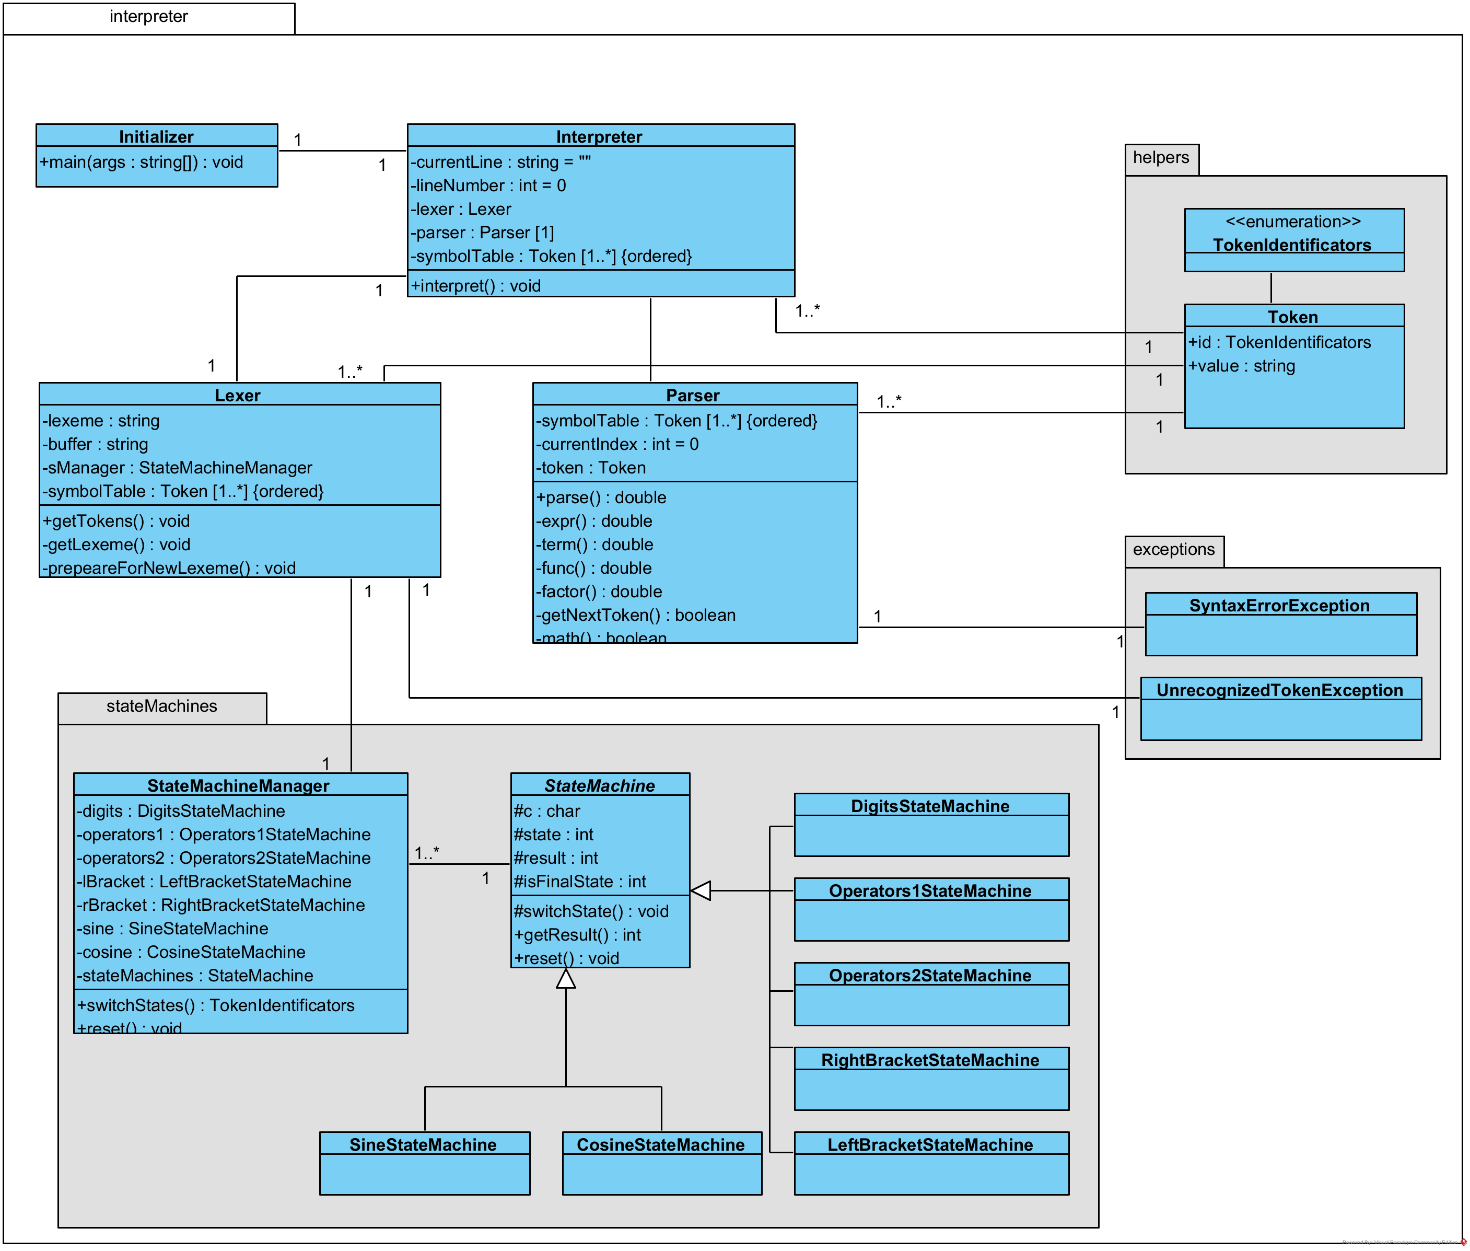 interpreter
Initializer
+main(args : string[]) : void
1
1
Interpreter
-currentLine : string = ""
-lineNumber : int = 0
-lexer : Lexer
-parser : Parser [1]
-symbolTable : Token [1..*] {ordered}
+interpret() : void
1
1
1..*
1
helpers
<<enumeration>>
TokenIdentificators
Token
+id : TokenIdentificators
+value : string
1..*
1
1..*
1
Lexer
-lexeme : string
-buffer : string
-sManager : StateMachineManager
-symbolTable : Token [1..*] {ordered}
+getTokens() : void
-getLexeme() : void
-prepeareForNewLexeme() : void
1
1
Parser
-symbolTable : Token [1..*] {ordered}
-currentIndex : int = 0
-token : Token
+parse() : double
-expr() : double
-term() : double
-func() : double
-factor() : double
-getNextToken() : boolean
-math() : boolean
1
1
exceptions
SyntaxErrorException
UnrecognizedTokenException
1
stateMachines
1
StateMachineManager
-digits : DigitsStateMachine
-operators1 : Operators1StateMachine
-operators2 : Operators2StateMachine
-lBracket : LeftBracketStateMachine
-rBracket : RightBracketStateMachine
-sine : SineStateMachine
-cosine : CosineStateMachine
-stateMachines : StateMachine
+switchStates() : TokenIdentificators
+reset() : void
1..*
1
StateMachine
#c : char
#state : int
#result : int
#isFinalState : int
#switchState() : void
+getResult() : int
+reset() : void
DigitsStateMachine
Operators1StateMachine
Operators2StateMachine
RightBracketStateMachine
LeftBracketStateMachine
SineStateMachine
CosineStateMachine